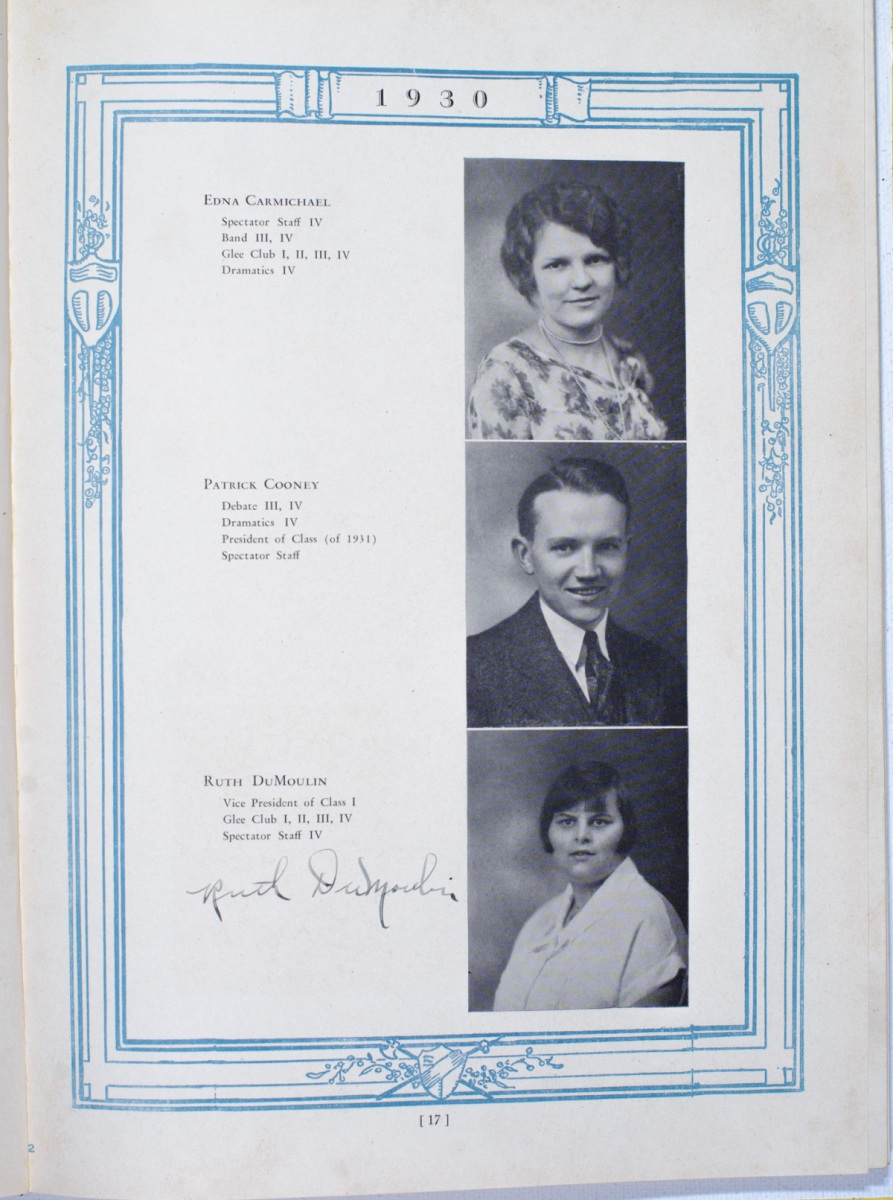 1930
EDNA CARMICHAEL
Spectator Staff IV
Band III, IV
Glee Club I, II, III, IV
Dramatics IV
PATRICK COONEY
Debate III, IV
Dramatics IV
President of Class (of 1931)
Spectator Staff
RUTH DUMOULIN
Vice President of Class I
Glee Club I, II, III, IV
Spectator Staff IV
Ruth DuMoulin
[ 17 ]
2